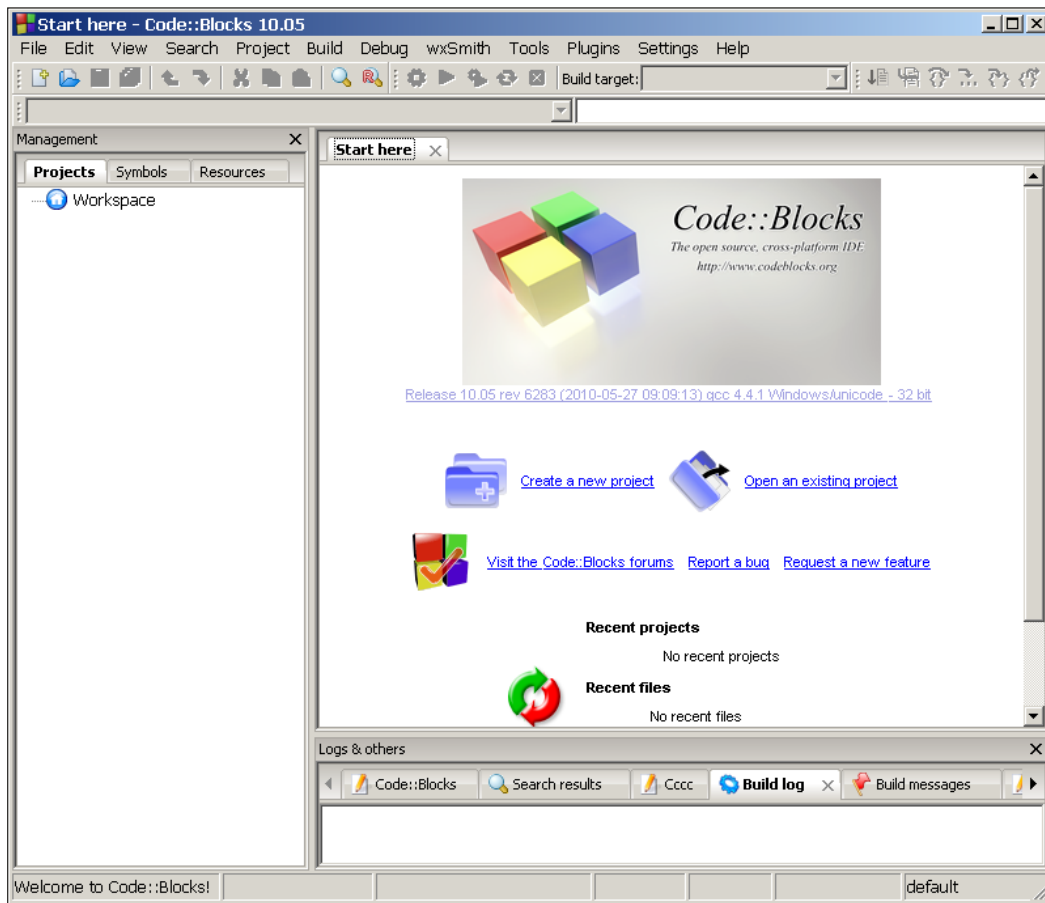 Start here - Code::Blocks 10.05
File Edit View Search Project Build Debug wxSmith Tools Plugins Settings Help
Build target:
Management
Projects Symbols Resources
Workspace
Start here
Code::Blocks
The open source, cross-platform IDE
http://www.codeblocks.org
Release 10.05 rev 6283 (2010-05-27 09:09:13) gcc 4.4.1 Windows/unicode - 32 bit
Create a new project Open an existing project
Visit the Code::Blocks forums Report a bug Request a new feature
Recent projects
No recent projects
Recent files
No recent files
Logs & others
Code::Blocks Search results Cccc Build log Build messages
Welcome to Code::Blocks! default